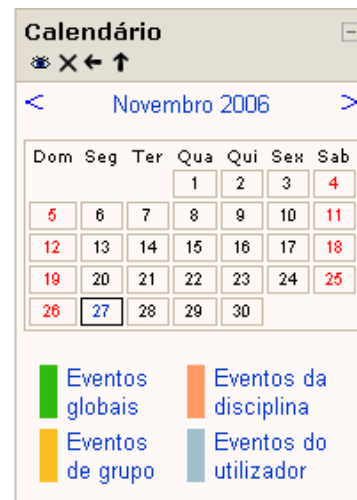 Calendário
< Novembro 2006 >
Dom Seg Ter Qua Qui Sex Sab
1 2 3 4
5 6 7 8 9 10 11
12 13 14 15 16 17 18
19 20 21 22 23 24 25
26 27 28 29 30
Eventos globais
Eventos da disciplina
Eventos de grupo
Eventos do utilizador